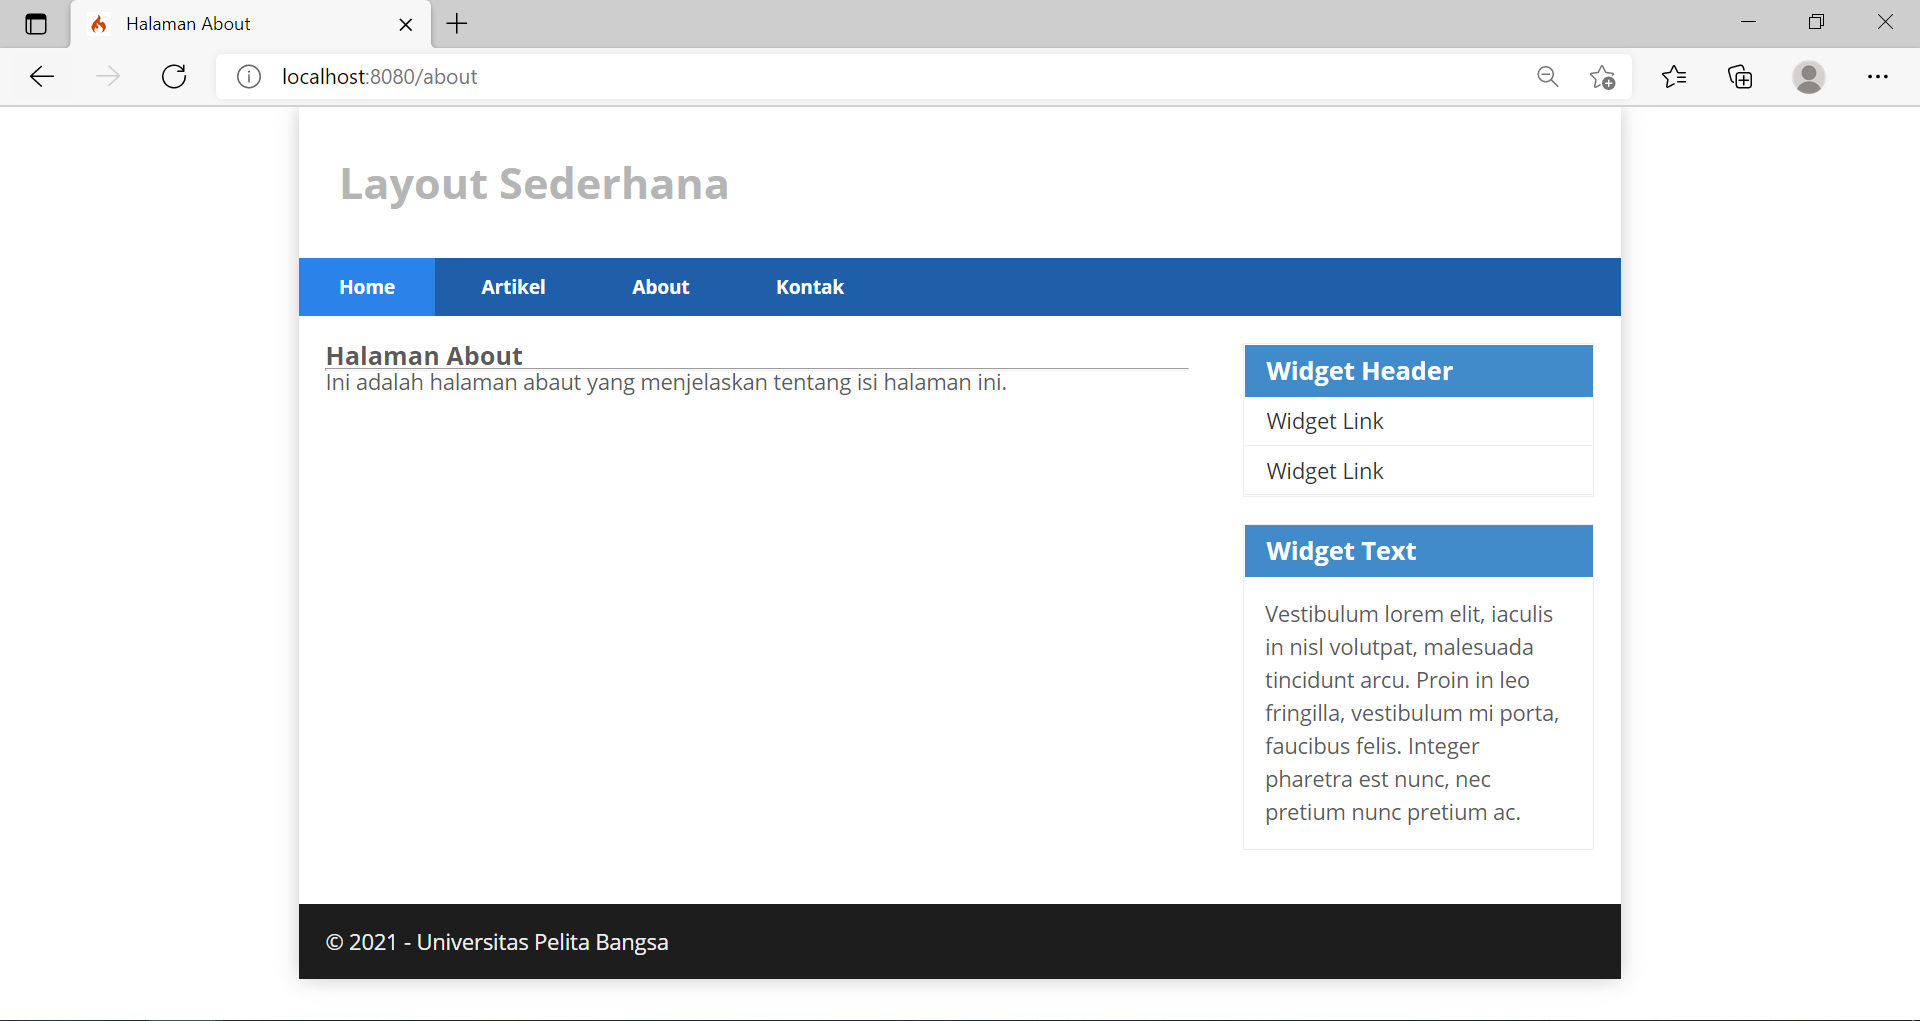 Halaman About
localhost:8080/about
Layout Sederhana
Home Artikel About Kontak
Halaman About
Ini adalah halaman abaut yang menjelaskan tentang isi halaman ini.
Widget Header
Widget Link
Widget Link
Widget Text
Vestibulum lorem elit, iaculis
in nisl volutpat, malesuada
tincidunt arcu. Proin in leo
fringilla, vestibulum mi porta,
faucibus felis. Integer
pharetra est nunc, nec
pretium nunc pretium ac.
© 2021 - Universitas Pelita Bangsa